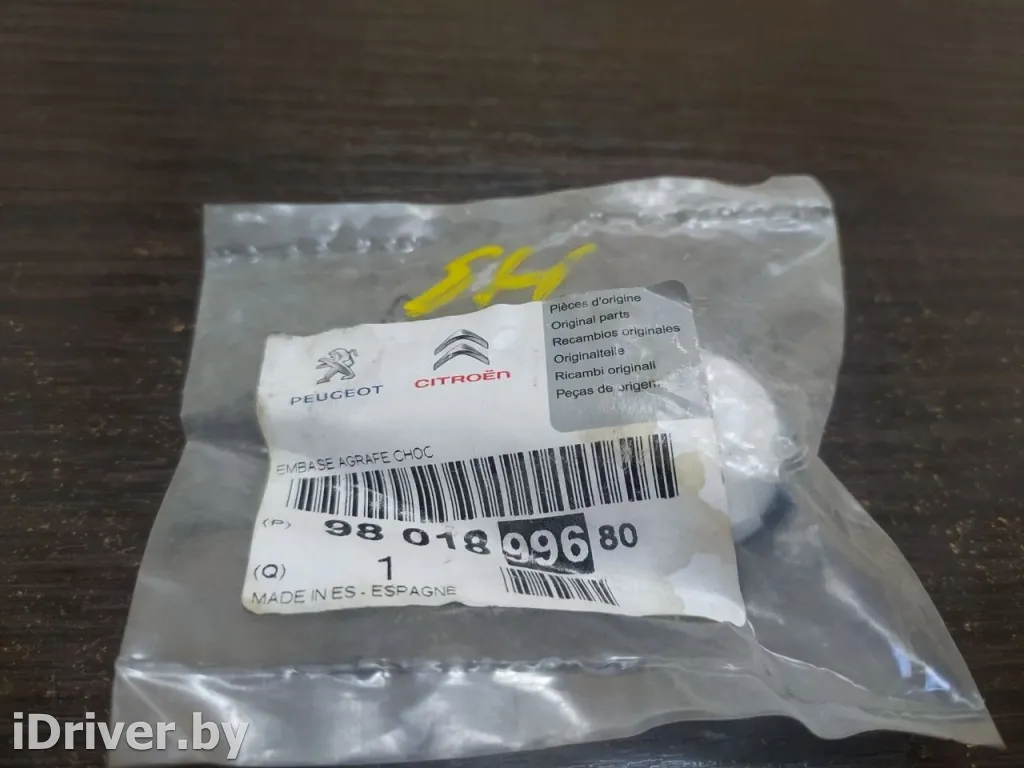 SH
Pièces d'origine
Original parts
Recambios originales
Originalteile
Ricambi originali
Peças de origem
PEUGEOT
CITROËN
EMBASE AGRAFE CHOC
(P) 98 018 996 80
(Q) 1
MADE IN ES - ESPAGNE
iDriver.by